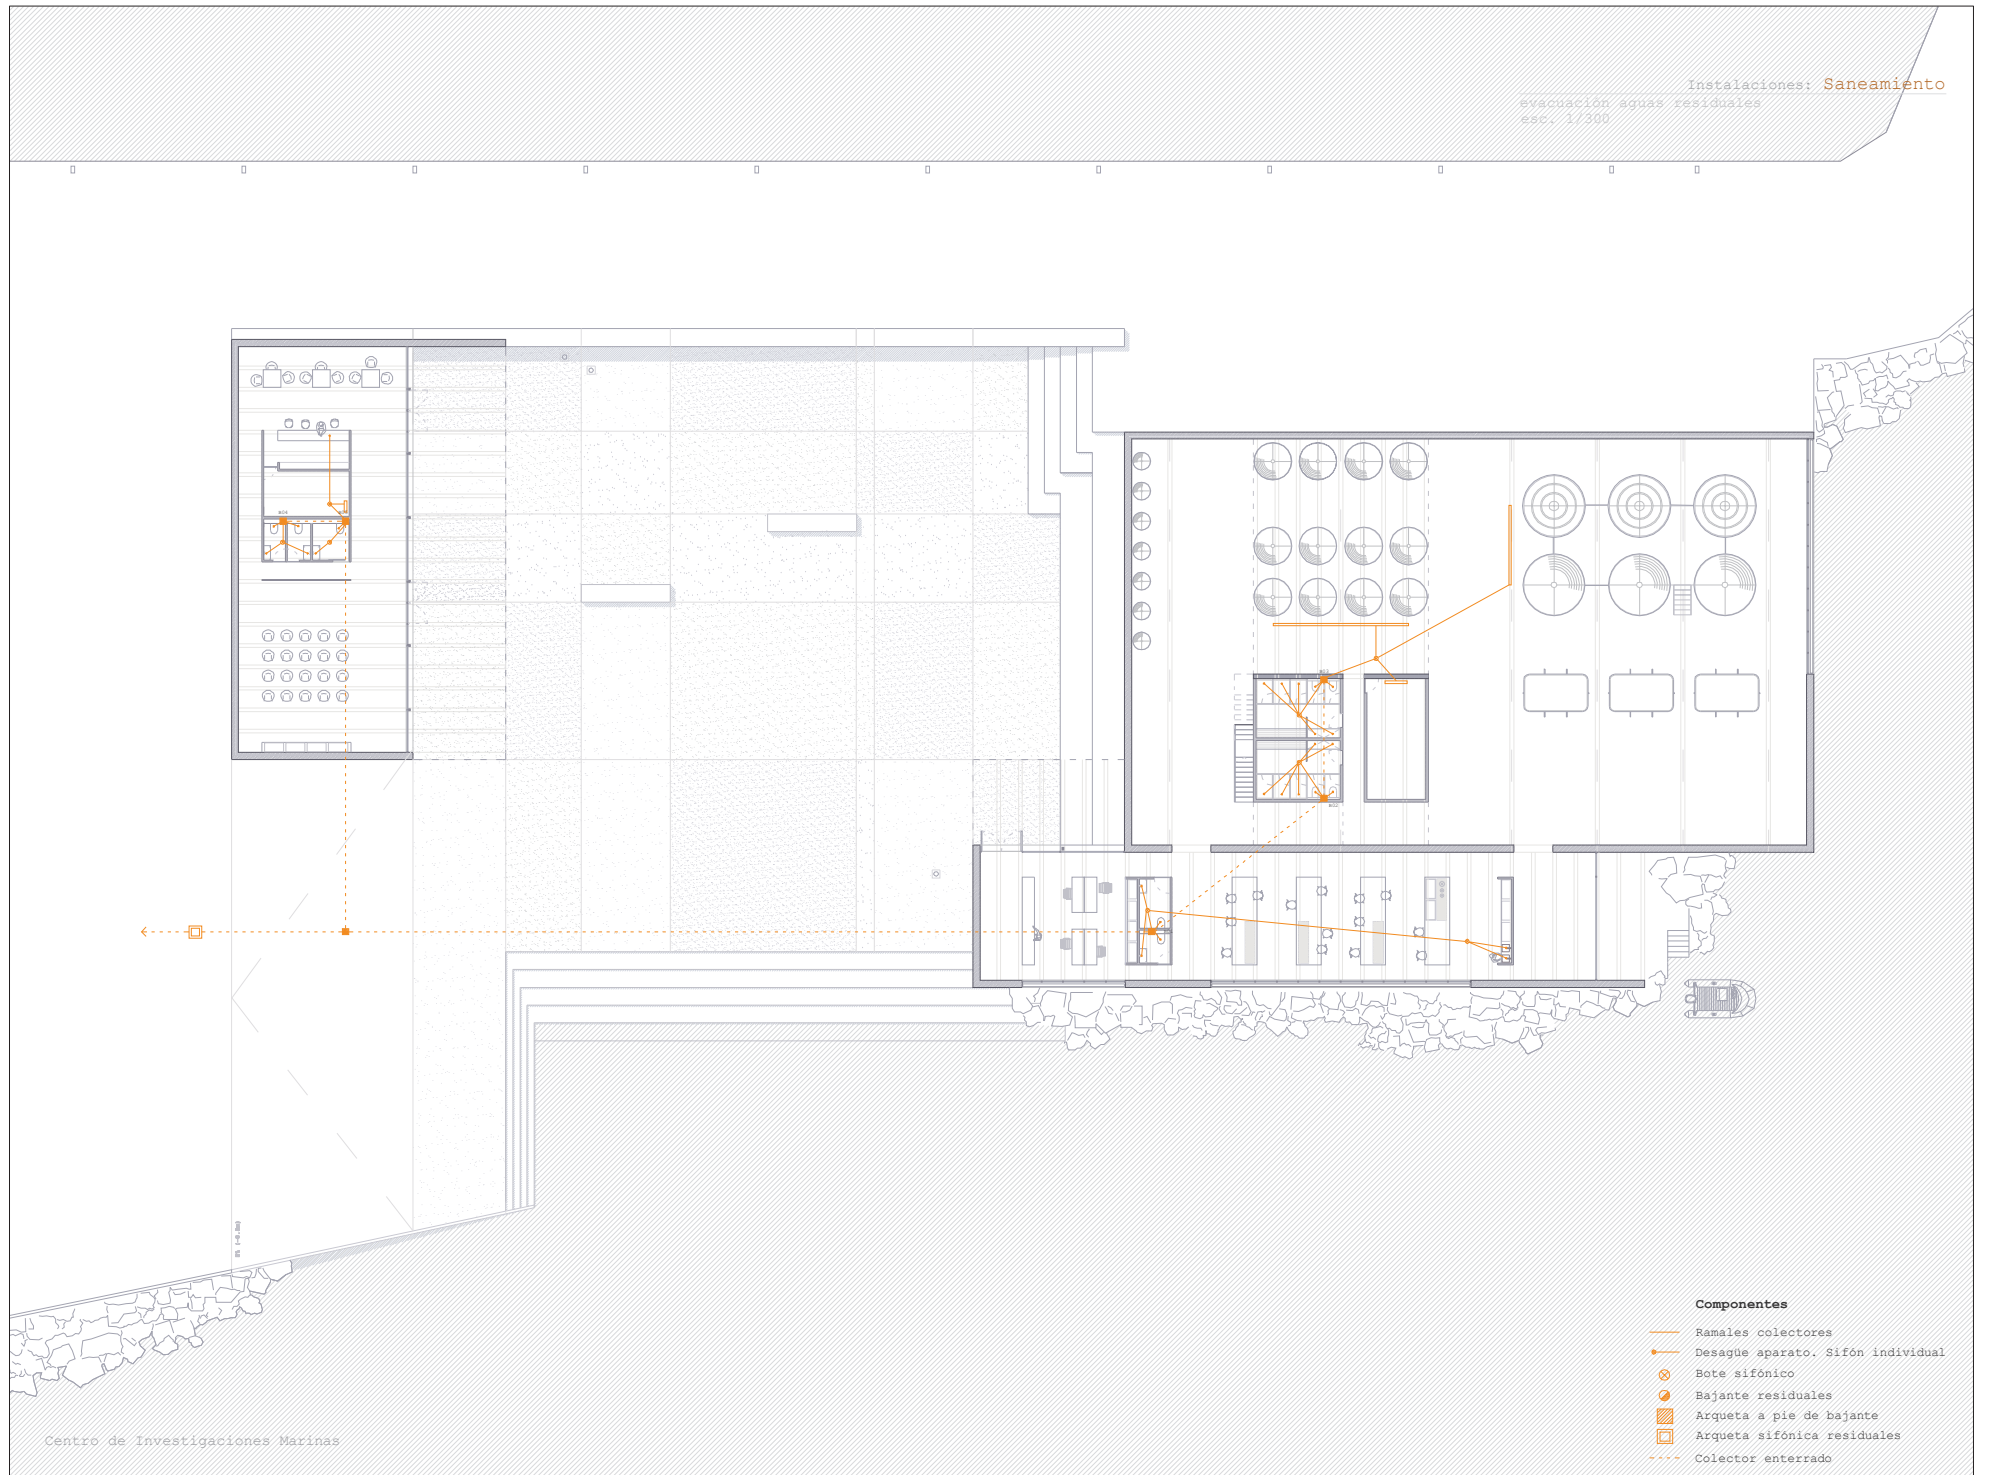 Instalaciones: Saneamiento
evacuación aguas residuales
esc. 1/300
Componentes
Ramales colectores
Desagüe aparato. Sifón individual
Bote sifónico
Bajante residuales
Arqueta a pie de bajante
Arqueta sifónica residuales
Colector enterrado
Centro de Investigaciones Marinas